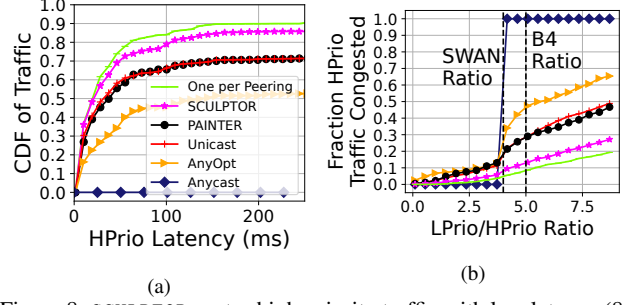 CDF of Traffic
1.0
0.9
0.8
0.7
0.6
0.5
0.4
0.3
0.2
0.1
0.0
One per Peering
SCULPTOR
PAINTER
Unicast
AnyOpt
Anycast
0
100
200
HPrio Latency (ms)
(a)
Fraction HPrio
Traffic Congested
1.0
0.9
0.8
0.7
0.6
0.5
0.4
0.3
0.2
0.1
0.0
SWAN
Ratio
B4
Ratio
0.0
2.5
5.0
7.5
LPrio/HPrio Ratio
(b)